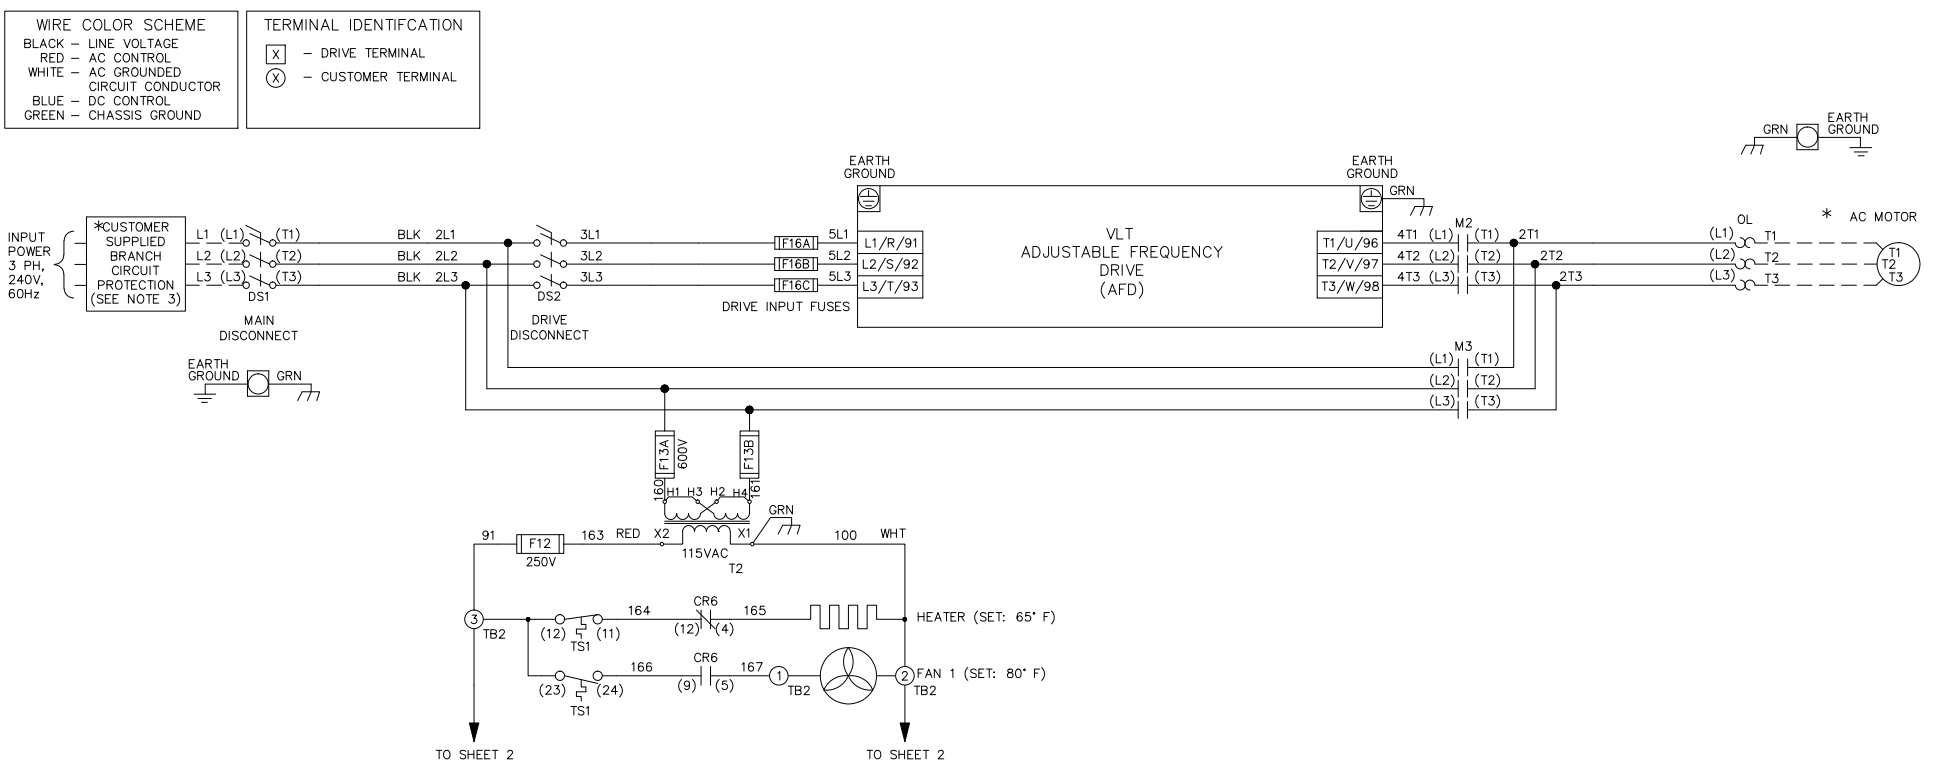 WIRE COLOR SCHEME
BLACK – LINE VOLTAGE
RED – AC CONTROL
WHITE – AC GROUNDED
CIRCUIT CONDUCTOR
BLUE – DC CONTROL
GREEN – CHASSIS GROUND
TERMINAL IDENTIFCATION
X – DRIVE TERMINAL
X – CUSTOMER TERMINAL
GRN
EARTH
GROUND
INPUT
POWER
3 PH,
240V,
60Hz
*CUSTOMER
SUPPLIED
BRANCH
CIRCUIT
PROTECTION
(SEE NOTE 3)
L1 (L1) (T1) BLK 2L1 3L1 F16A 5L1 L1/R/91
L2 (L2) (T2) BLK 2L2 3L2 F16B 5L2 L2/S/92
L3 (L3) (T3) BLK 2L3 3L3 F16C 5L3 L3/T/93
DS1
MAIN
DISCONNECT
DS2
DRIVE
DISCONNECT
DRIVE INPUT FUSES
EARTH
GROUND
VLT
ADJUSTABLE FREQUENCY
DRIVE
(AFD)
EARTH
GROUND
GRN
M2
T1/U/96 4T1 (L1) (T1) 2T1
T2/V/97 4T2 (L2) (T2) 2T2
T3/W/98 4T3 (L3) (T3) 2T3
OL
(L1) T1
(L2) T2
(L3) T3
* AC MOTOR
T1
T2
T3
EARTH
GROUND GRN
M3
(L1) (T1)
(L2) (T2)
(L3) (T3)
F13A
600V
F13B
160
161
H1 H3 H2 H4
GRN
91 F12 163 RED X2 X1 100 WHT
250V
115VAC
T2
3
TB2
(12) (11)
TS1
164
CR6
(12) (4)
165
HEATER (SET: 65° F)
(23) (24)
TS1
166
CR6
(9) (5)
167
1
TB2
2
TB2
FAN 1 (SET: 80° F)
TO SHEET 2
TO SHEET 2